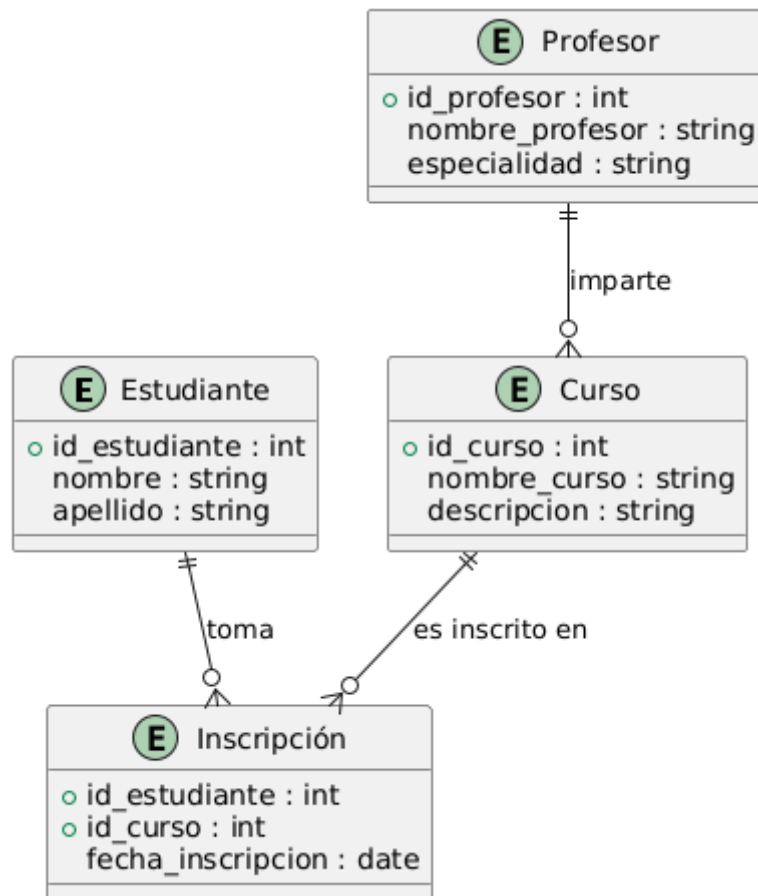 E Profesor
id_profesor : int
nombre_profesor : string
especialidad : string
imparte
E Estudiante
id_estudiante : int
nombre : string
apellido : string
E Curso
id_curso : int
nombre_curso : string
descripcion : string
toma
es inscrito en
E Inscripción
id_estudiante : int
id_curso : int
fecha_inscripcion : date